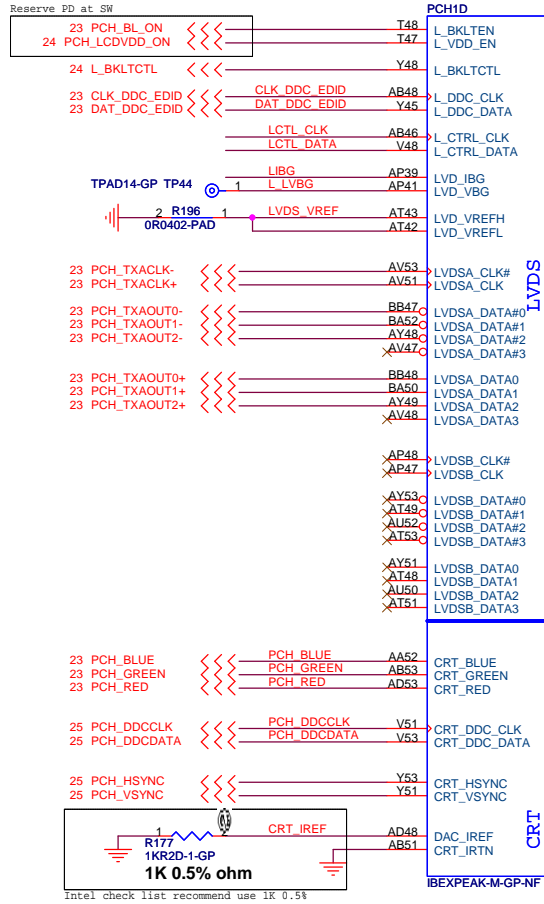 Reserve PD at SW
PCH1D
23 PCH_BL_ON T48 L_BKLTEN
24 PCH_LCDVDD_ON T47 L_VDD_EN
24 L_BKLTCTL Y48 L_BKLTCTL
23 CLK_DDC_EDID CLK_DDC_EDID AB48 L_DDC_CLK
23 DAT_DDC_EDID DAT_DDC_EDID Y45 L_DDC_DATA
LCTL_CLK AB46 L_CTRL_CLK
LCTL_DATA V48 L_CTRL_DATA
LIBG AP39 LVD_IBG
TPAD14-GP TP44 1 L_LVBG AP41 LVD_VBG
2 R196 1 LVDS_VREF AT43 LVD_VREFH
0R0402-PAD AT42 LVD_VREFL
LVDS
23 PCH_TXACLK- AV53 LVDSA_CLK#
23 PCH_TXACLK+ AV51 LVDSA_CLK
23 PCH_TXAOUT0- BB47 LVDSA_DATA#0
23 PCH_TXAOUT1- BA52 LVDSA_DATA#1
23 PCH_TXAOUT2- AY48 LVDSA_DATA#2
AV47 LVDSA_DATA#3
23 PCH_TXAOUT0+ BB48 LVDSA_DATA0
23 PCH_TXAOUT1+ BA50 LVDSA_DATA1
23 PCH_TXAOUT2+ AY49 LVDSA_DATA2
AV48 LVDSA_DATA3
AP48 LVDSB_CLK#
AP47 LVDSB_CLK
AY53 LVDSB_DATA#0
AT49 LVDSB_DATA#1
AU52 LVDSB_DATA#2
AT53 LVDSB_DATA#3
AY51 LVDSB_DATA0
AT48 LVDSB_DATA1
AU50 LVDSB_DATA2
AT51 LVDSB_DATA3
23 PCH_BLUE PCH_BLUE AA52 CRT_BLUE
23 PCH_GREEN PCH_GREEN AB53 CRT_GREEN
23 PCH_RED PCH_RED AD53 CRT_RED
25 PCH_DDCCLK PCH_DDCCLK V51 CRT_DDC_CLK
25 PCH_DDCDATA PCH_DDCDATA V53 CRT_DDC_DATA
25 PCH_HSYNC Y53 CRT_HSYNC
25 PCH_VSYNC Y51 CRT_VSYNC
CRT
1 2 CRT_IREF AD48 DAC_IREF
R177 AB51 CRT_IRTN
1KR2D-1-GP
1K 0.5% ohm
IBEXPEAK-M-GP-NF
Intel check list recommend use 1K 0.5%